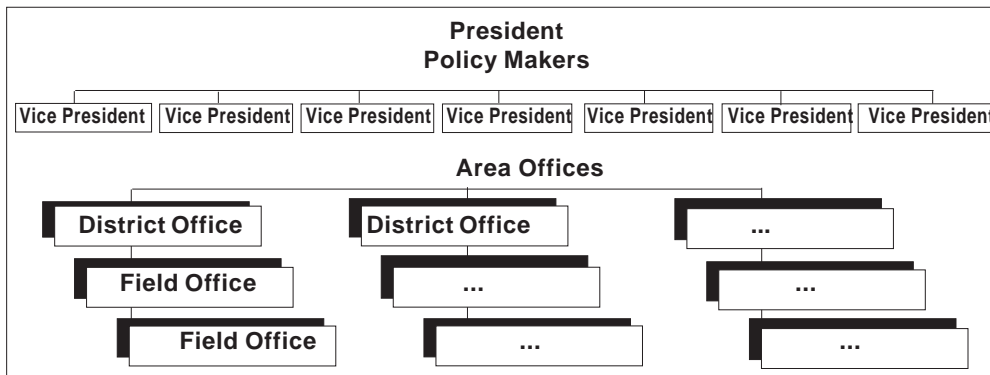 President
Policy Makers
Vice President Vice President Vice President Vice President Vice President Vice President Vice President
Area Offices
District Office District Office ...
Field Office ... ...
Field Office ... ...